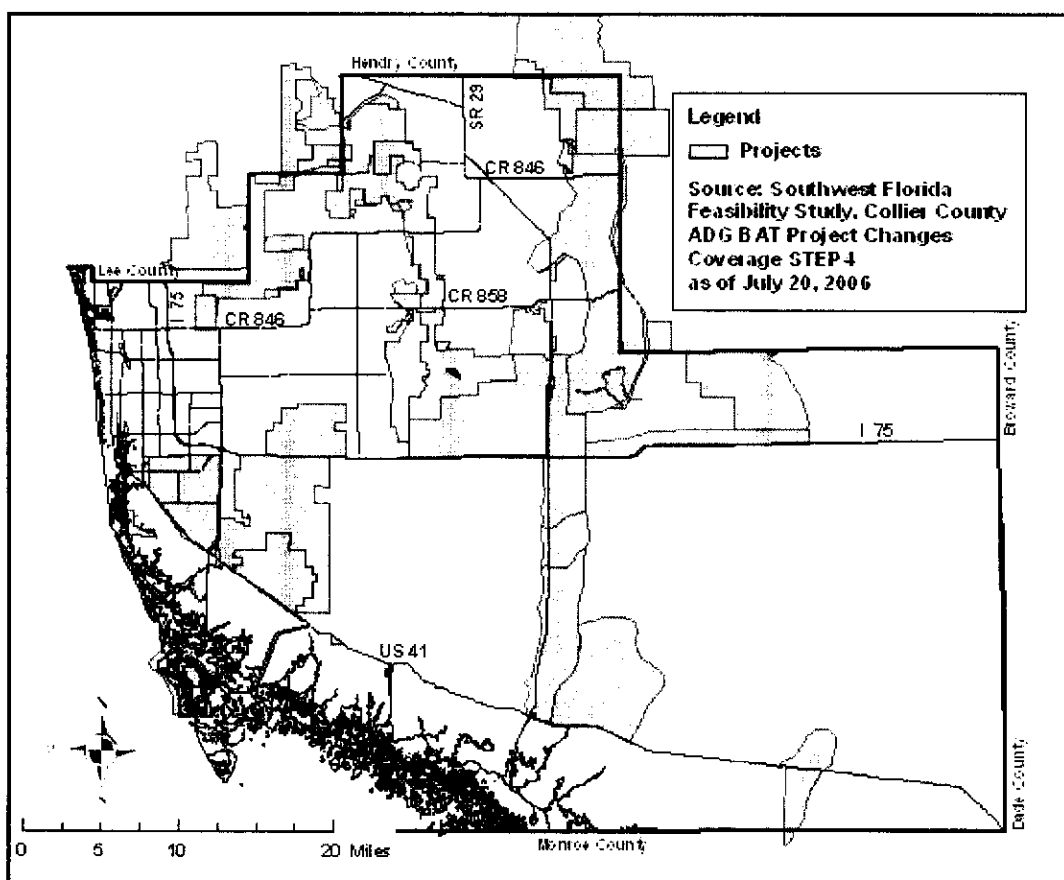 Hendry County
SR 29
Legend
Projects
CR 846
Source: Southwest Florida
Feasibility Study, Collier County
ADG BAT Project Changes
Coverage STEP 4
as of July 20, 2006
Lee County
I 75
CR 858
CR 846
Broward County
I 75
US 41
Dade County
Monroe County
0 5 10 20 Miles